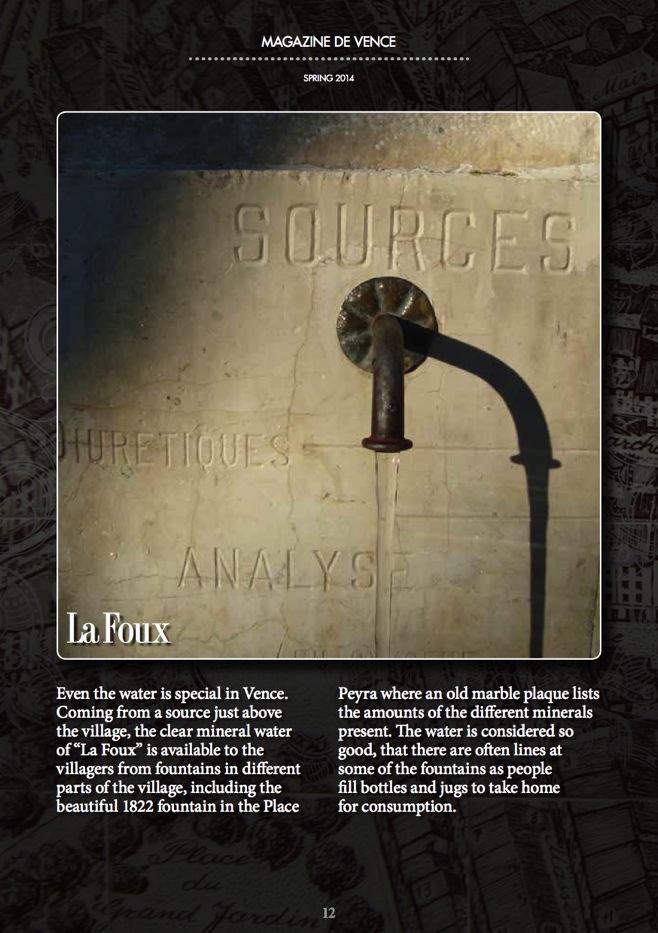 MAGAZINE DE VENCE
SPRING 2014
SOURCES
DIURETIQUES
ANALYSE
La Foux
Even the water is special in Vence.
Coming from a source just above
the village, the clear mineral water
of “La Foux” is available to the
villagers from fountains in different
parts of the village, including the
beautiful 1822 fountain in the Place
Peyra where an old marble plaque lists
the amounts of the different minerals
present. The water is considered so
good, that there are often lines at
some of the fountains as people
fill bottles and jugs to take home
for consumption.
Place
du
Grand Jardin
12